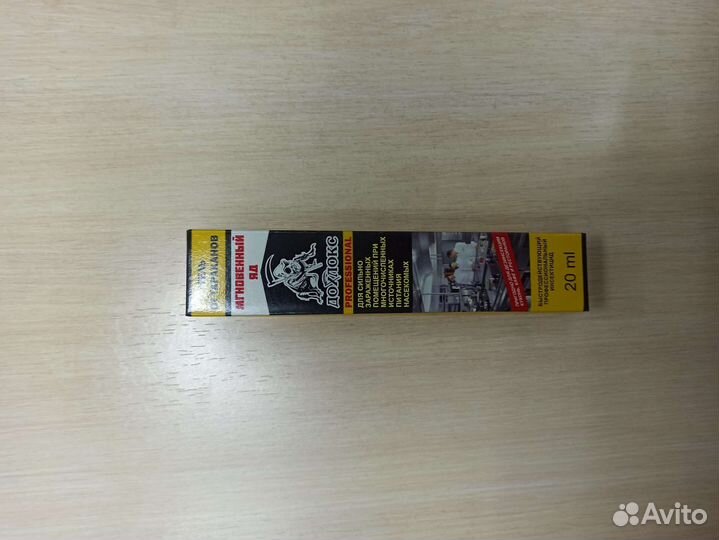 ГЕЛЬ
ОТ ТАРАКАНОВ
МГНОВЕННЫЙ
ЯД
ДОХЛОКС
PROFESSIONAL
ДЛЯ СИЛЬНО
ЗАРАЖЕННЫХ
ПОМЕЩЕНИЙ ПРИ
МНОГОЧИСЛЕННЫХ
ИСТОЧНИКАХ
ПИТАНИЯ
НАСЕКОМЫХ
БЫСТРОДЕЙСТВУЮЩИЙ
ПРОФЕССИОНАЛЬНЫЙ
ИНСЕКТИЦИД
20 ml
Avito